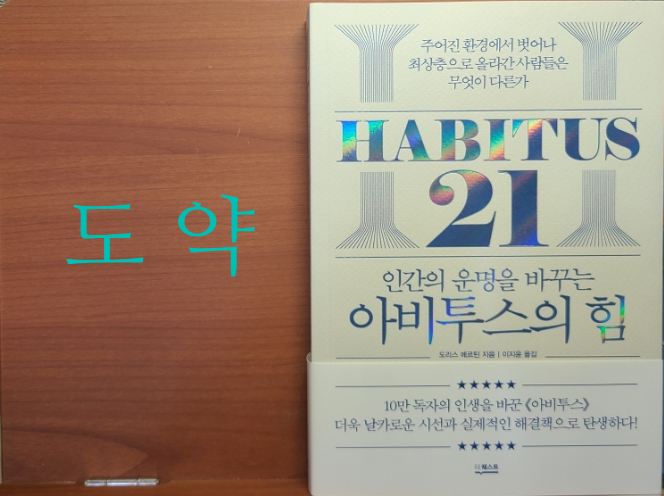 도약
주어진 환경에서 벗어나
최상층으로 올라간 사람들은
무엇이 다른가
HABITUS
21
인간의 운명을 바꾸는
아비투스의 힘
도리스 메르틴 지음 | 이지윤 옮김
★★★★★
10만 독자의 인생을 바꾼 《아비투스》
더욱 날카로운 시선과 실제적인 해결책으로 탄생하다!
★★★★★
더퀘스트